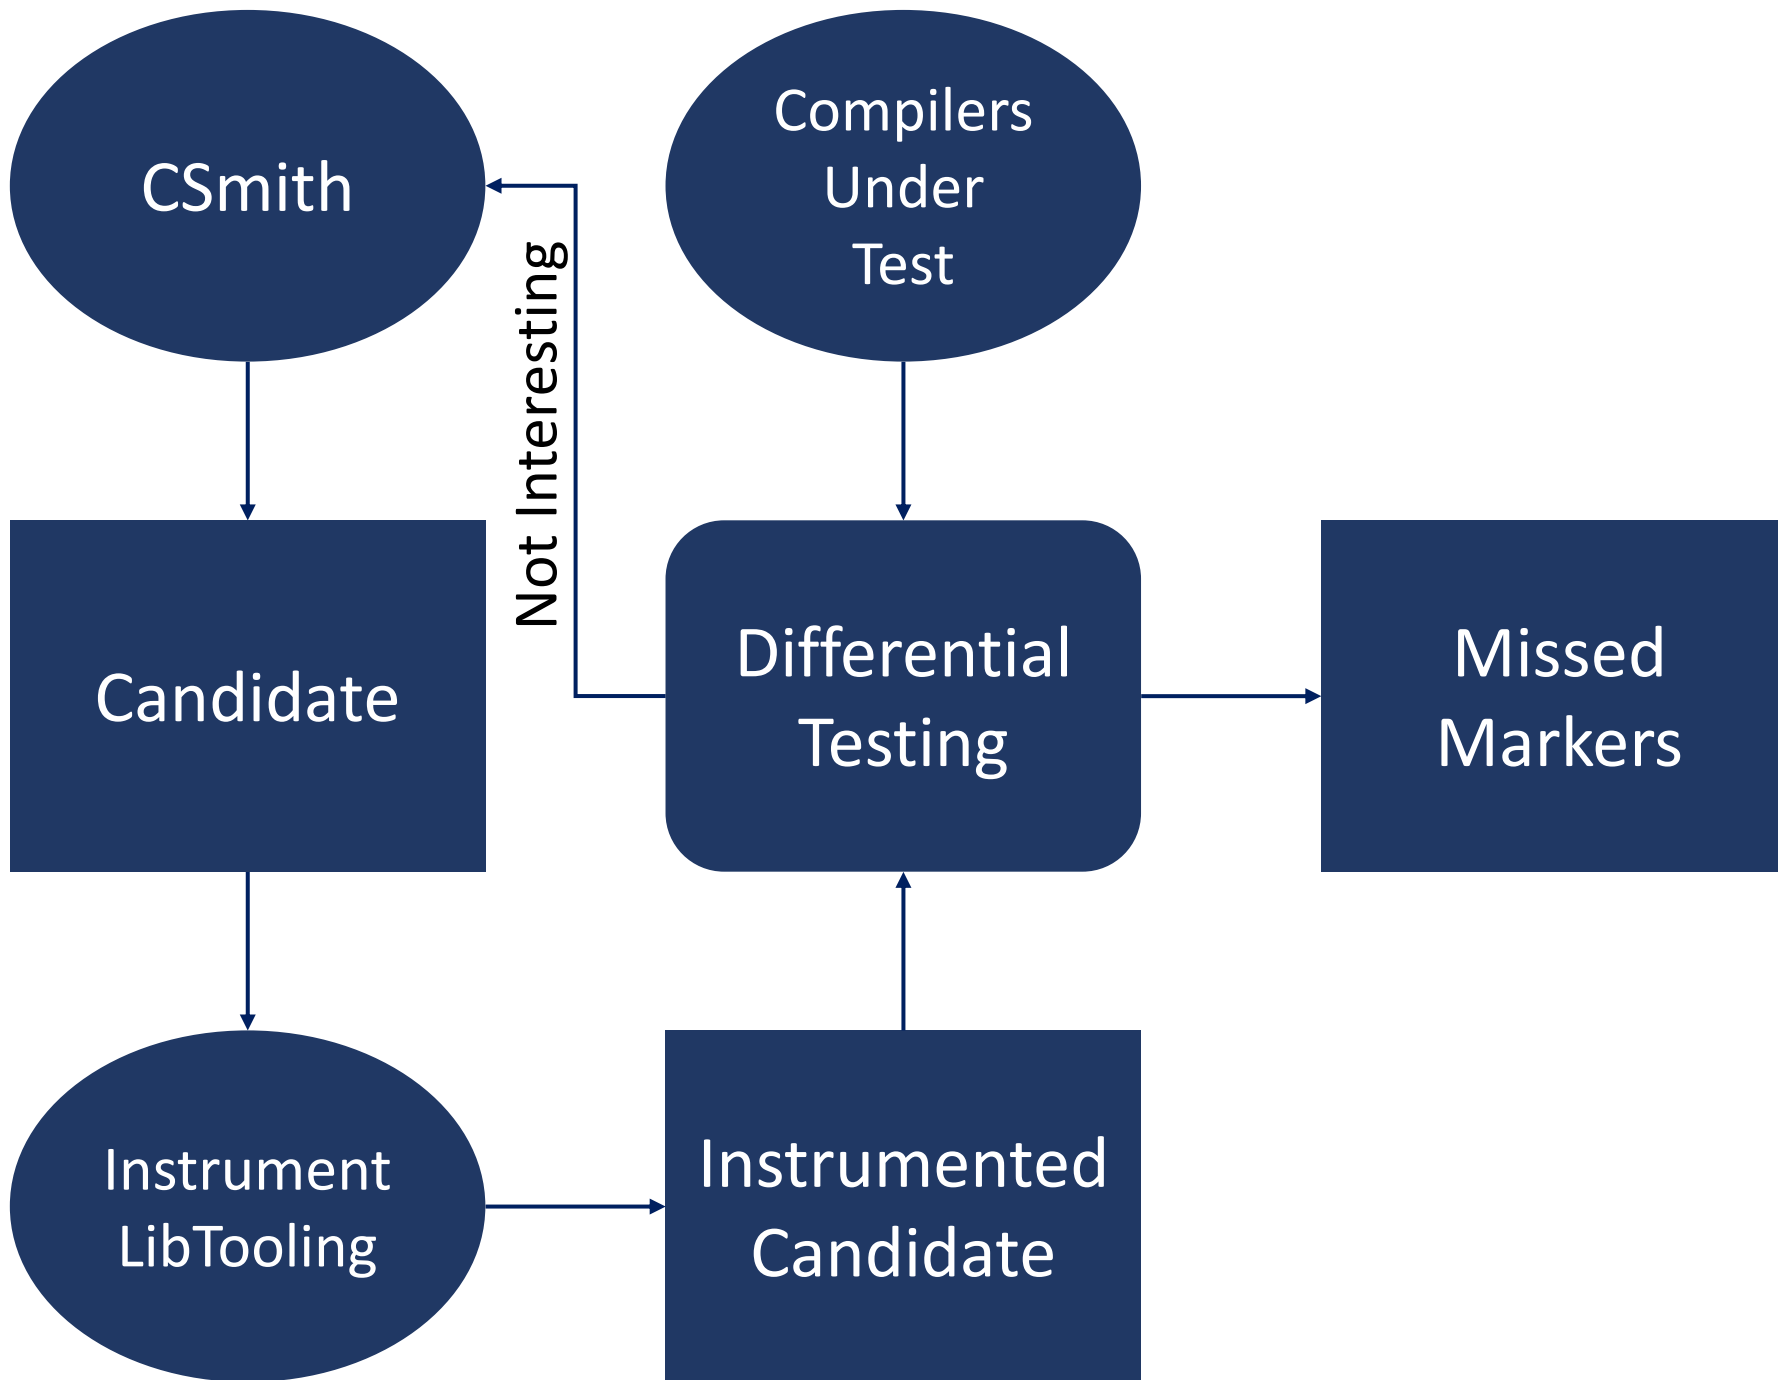 CSmith
Compilers
Under
Test
Not Interesting
Candidate
Differential
Testing
Missed
Markers
Instrument
LibTooling
Instrumented
Candidate